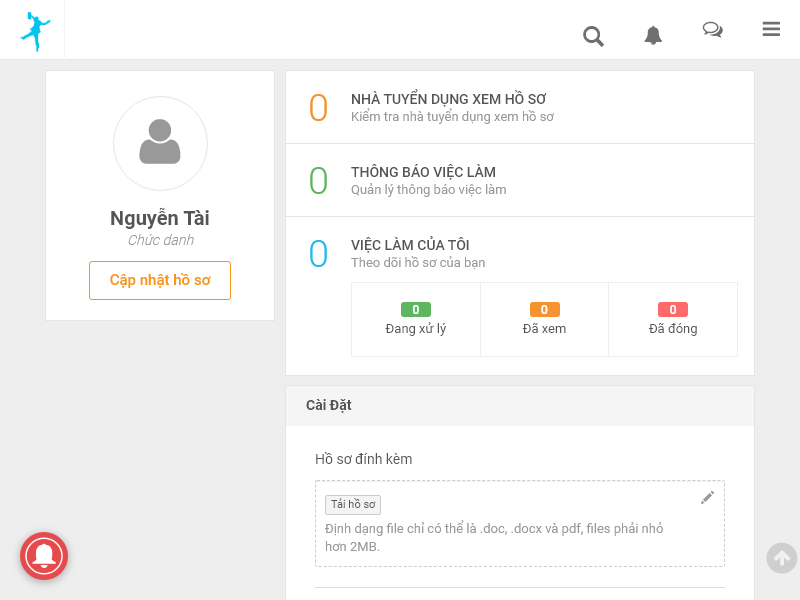 Nguyễn Tài
Chức danh
Cập nhật hồ sơ
0
NHÀ TUYỂN DỤNG XEM HỒ SƠ
Kiểm tra nhà tuyển dụng xem hồ sơ
0
THÔNG BÁO VIỆC LÀM
Quản lý thông báo việc làm
0
VIỆC LÀM CỦA TÔI
Theo dõi hồ sơ của bạn
0
Đang xử lý
0
Đã xem
0
Đã đóng
Cài Đặt
Hồ sơ đính kèm
Tải hồ sơ
Định dạng file chỉ có thể là .doc, .docx và pdf, files phải nhỏ
hơn 2MB.